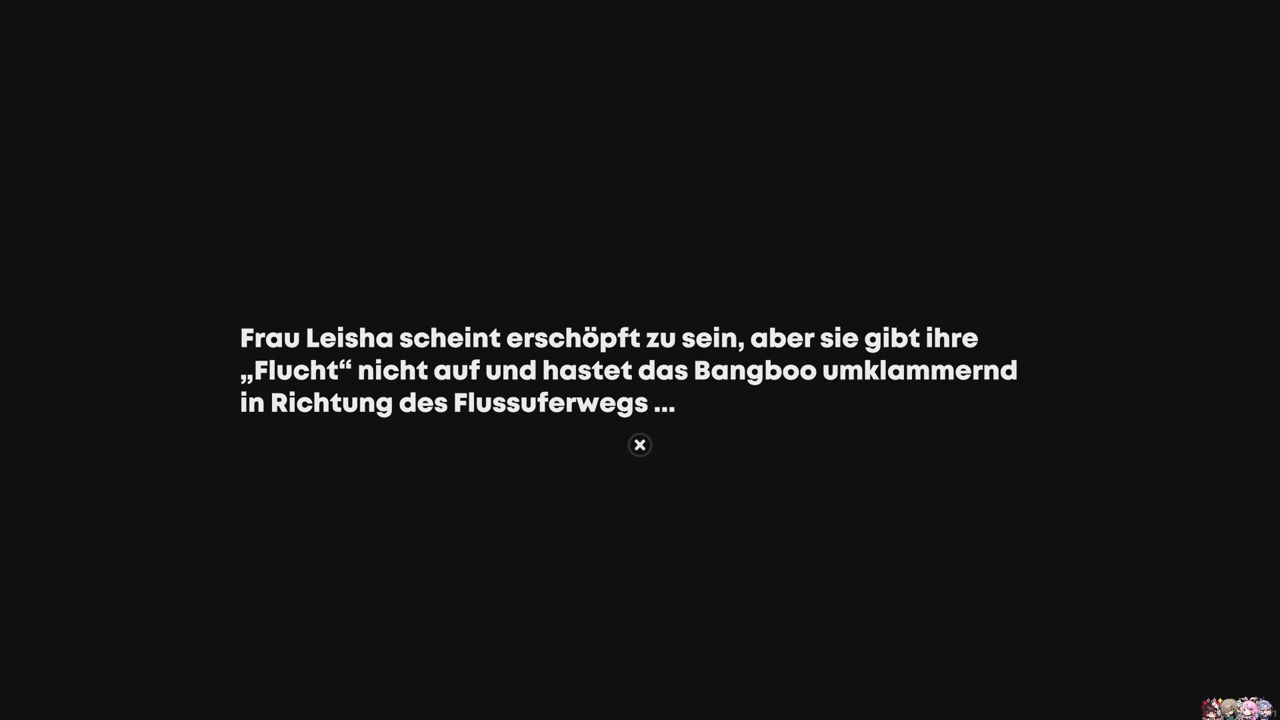 Frau Leisha scheint erschöpft zu sein, aber sie gibt ihre
„Flucht“ nicht auf und hastet das Bangboo umklammernd
in Richtung des Flussuferwegs ...